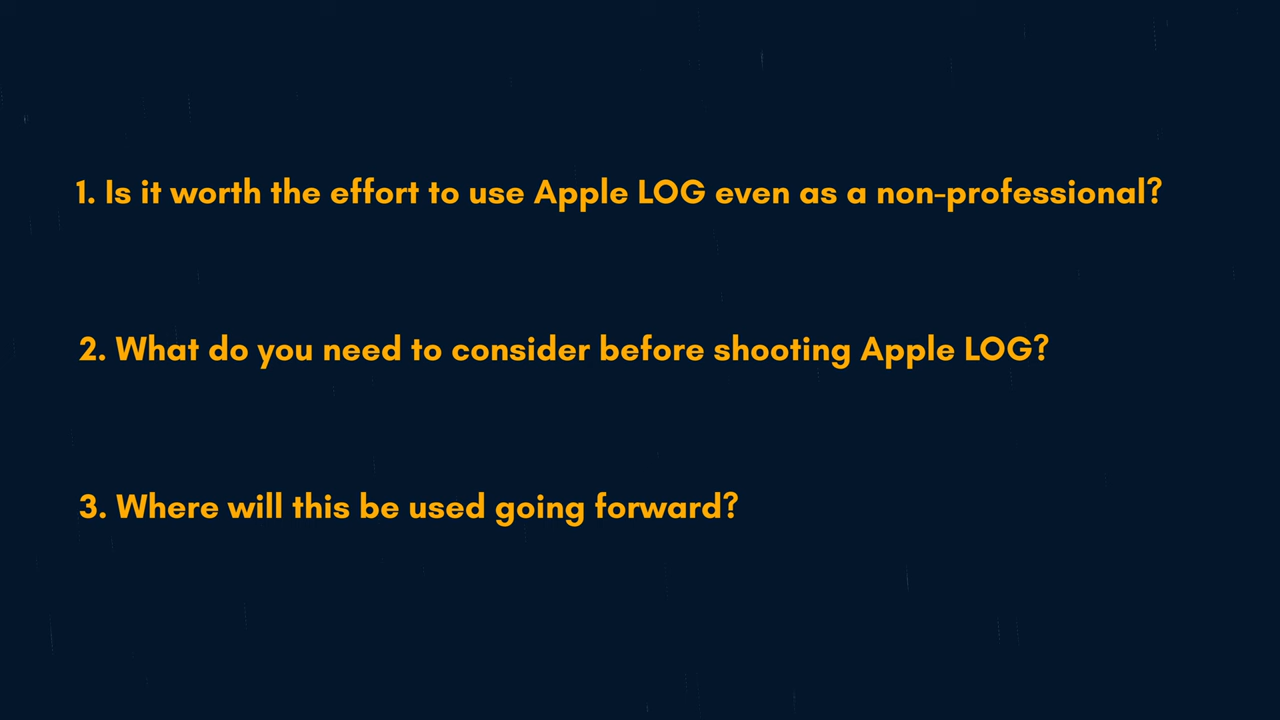 1. Is it worth the effort to use Apple LOG even as a non-professional?
2. What do you need to consider before shooting Apple LOG?
3. Where will this be used going forward?